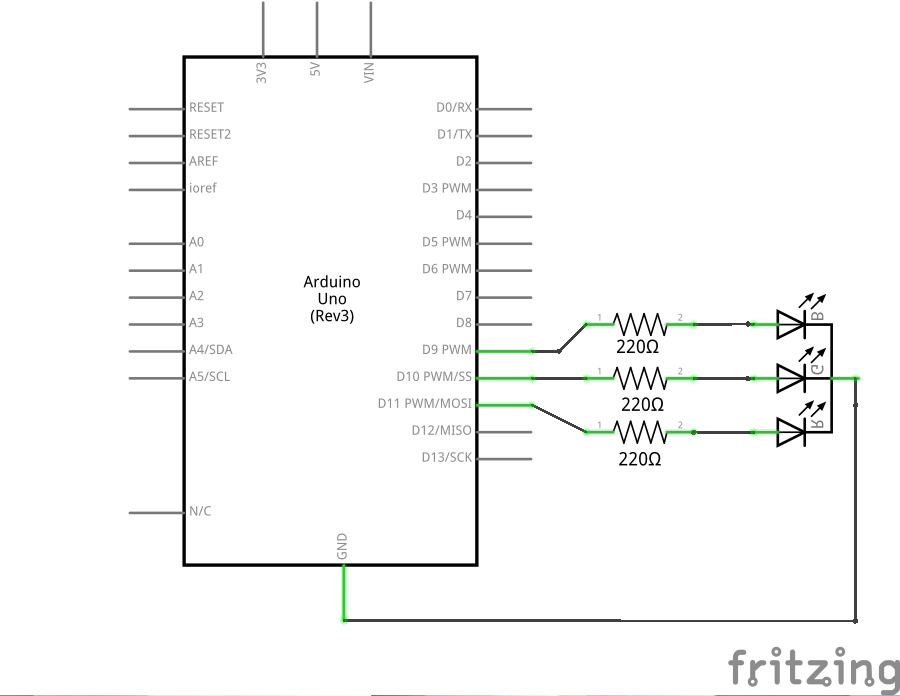 3V3
5V
VIN
RESET
RESET2
AREF
ioref
A0
A1
A2
A3
A4/SDA
A5/SCL
N/C
Arduino
Uno
(Rev3)
D0/RX
D1/TX
D2
D3 PWM
D4
D5 PWM
D6 PWM
D7
D8
D9 PWM
D10 PWM/SS
D11 PWM/MOSI
D12/MISO
D13/SCK
GND
1
2
220Ω
1
2
220Ω
1
2
220Ω
B
G
R
fritzing